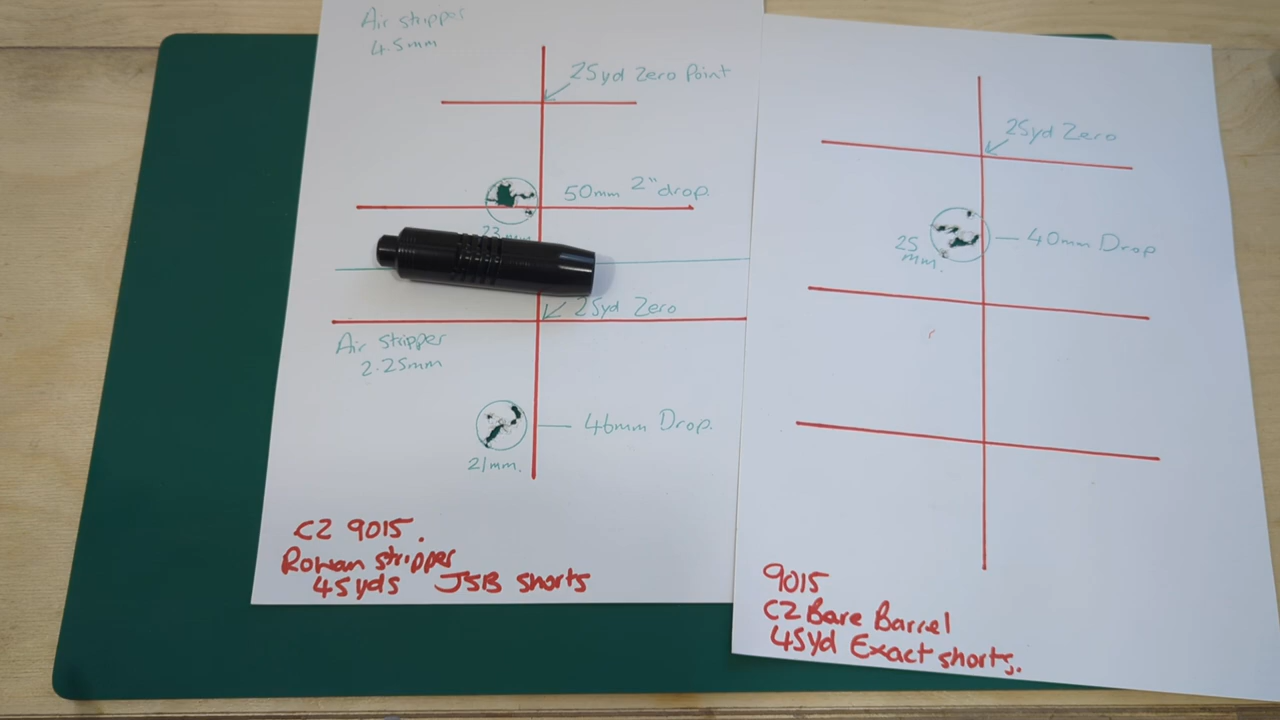 Air stripper
4.5mm
25yd Zero Point
50mm 2" drop.
23 mm
25yd Zero
Air stripper
2.25mm
46mm Drop.
21mm.
CZ 9015.
Rowan stripper
45yds JSB shorts
25yd Zero
25
mm.
40mm Drop
9015
CZ Bare Barrel
45yd Exact shorts.